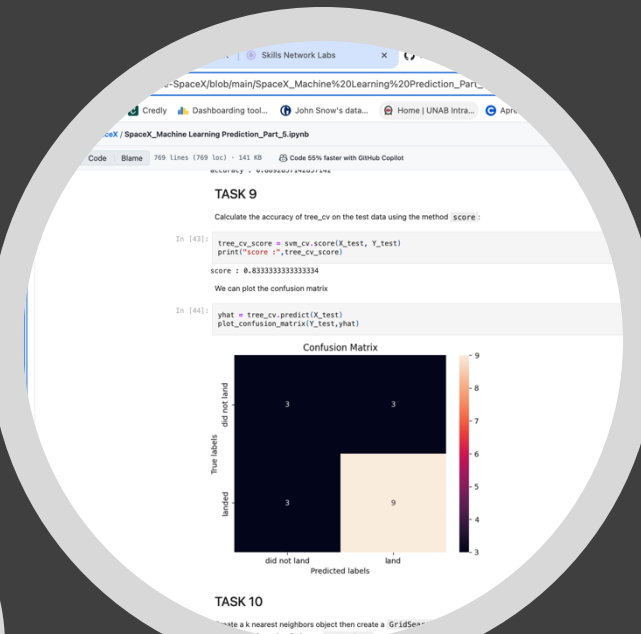 Skills Network Labs
-SpaceX/blob/main/SpaceX_Machine%20Learning%20Prediction_Part_
Credly Dashboarding tool... John Snow's data... Home | UNAB Intra...
/ SpaceX_Machine Learning Prediction_Part_5.ipynb
Code Blame 769 lines (769 loc) · 141 KB Code 55% faster with GitHub Copilot
TASK 9
Calculate the accuracy of tree_cv on the test data using the method score :
In [43]: tree_cv_score = svm_cv.score(X_test, Y_test)
print("score :",tree_cv_score)
score : 0.8333333333333334
We can plot the confusion matrix
In [44]: yhat = tree_cv.predict(X_test)
plot_confusion_matrix(Y_test,yhat)
Confusion Matrix
True labels
did not land
landed
3 3
3 9
did not land land
Predicted labels
9
8
7
6
5
4
3
TASK 10
a k nearest neighbors object then create a